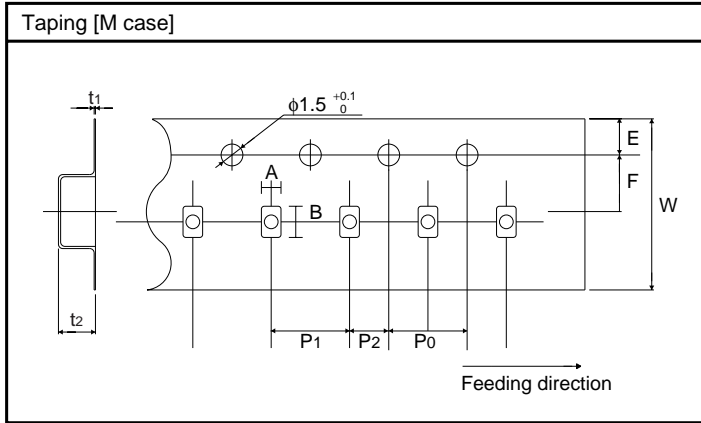 Taping [M case]
t1
ϕ1.5 +0.1 0
E
A
F
B
W
t2
P1 P2 P0
Feeding direction